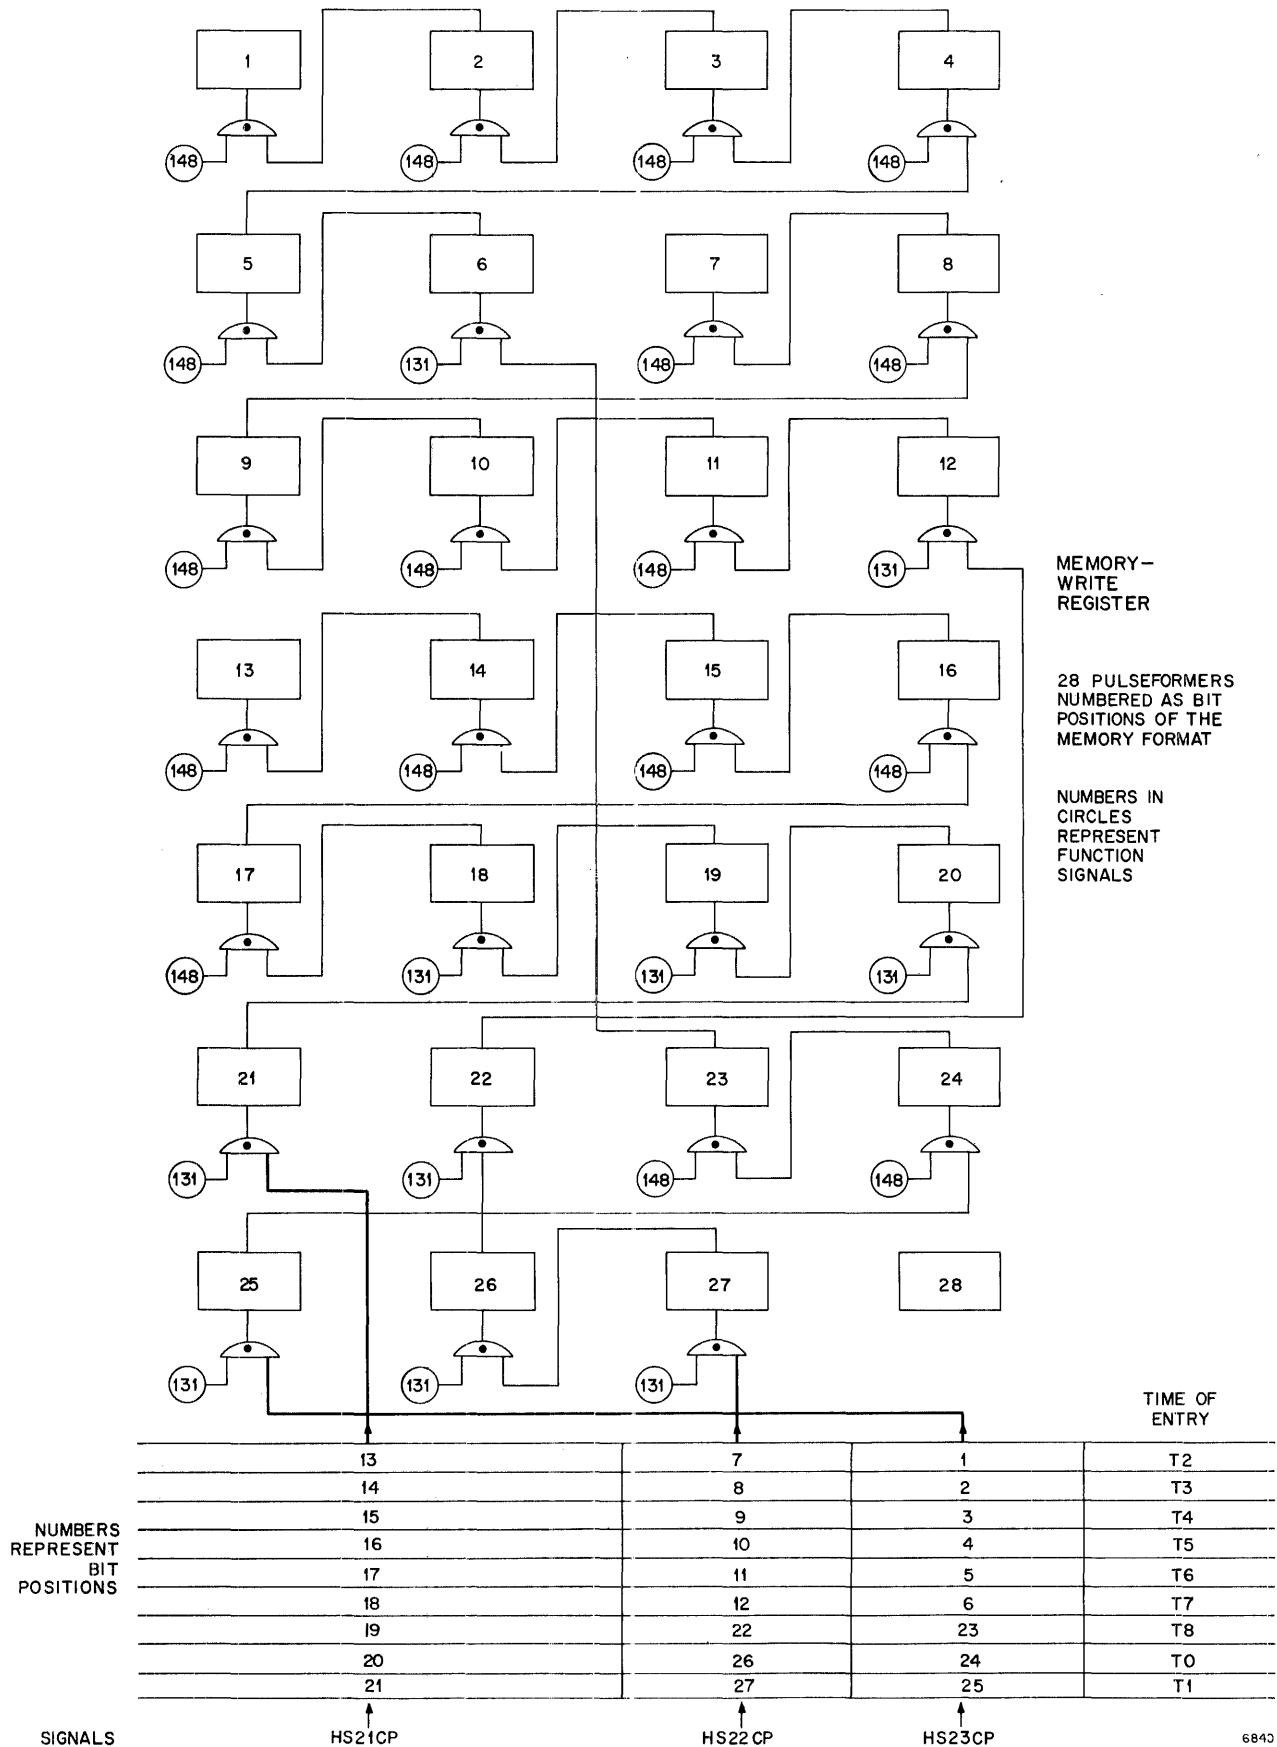 1 2 3 4
148 148 148 148
5 6 7 8
148 131 148 148
9 10 11 12
148 148 148 131
MEMORY—
WRITE
REGISTER
13 14 15 16
28 PULSEFORMERS
NUMBERED AS BIT
POSITIONS OF THE
MEMORY FORMAT
148 148 148 148
NUMBERS IN
CIRCLES
REPRESENT
FUNCTION
SIGNALS
17 18 19 20
148 131 131 131
21 22 23 24
131 131 148 148
25 26 27 28
131 131 131
TIME OF
ENTRY
13 7 1 T2
14 8 2 T3
15 9 3 T4
16 10 4 T5
17 11 5 T6
18 12 6 T7
19 22 23 T8
20 26 24 T0
21 27 25 T1
NUMBERS
REPRESENT
BIT
POSITIONS
SIGNALS HS21CP HS22CP HS23CP
6840